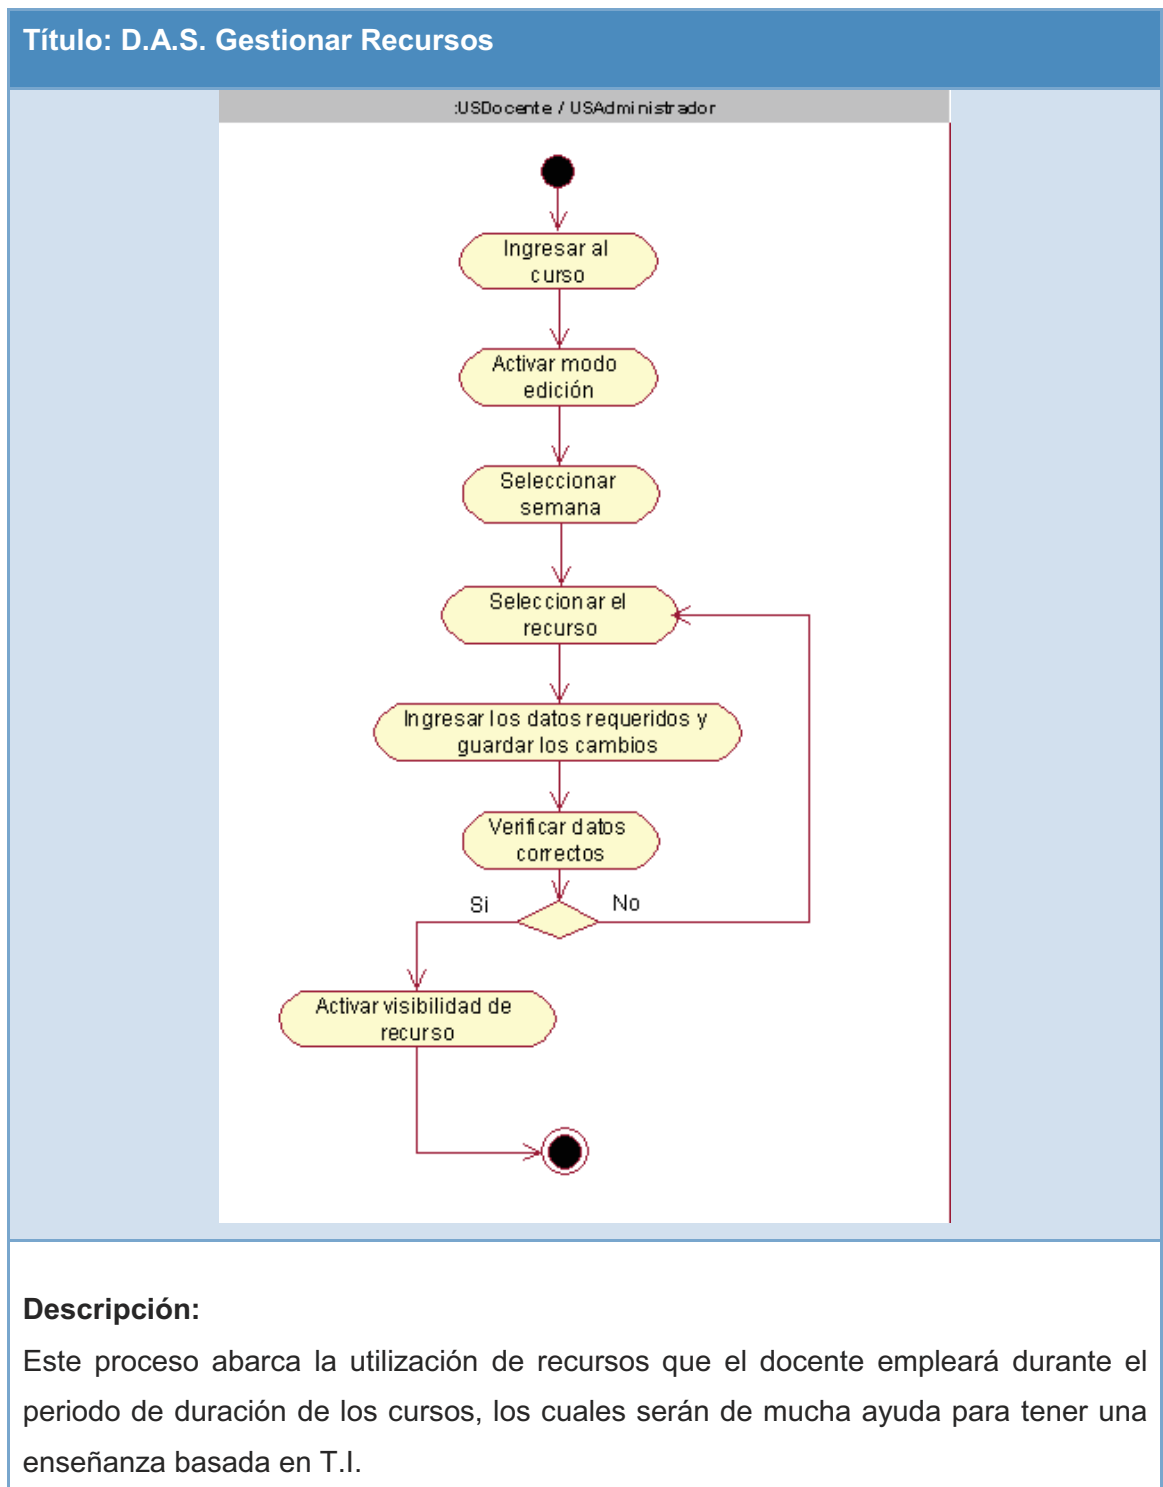 Título: D.A.S. Gestionar Recursos
:USDocente / USAdministrador
Ingresar al
curso
Activar modo
edición
Seleccionar
semana
Seleccionar el
recurso
Ingresar los datos requeridos y
guardar los cambios
Verificar datos
correctos
Si
No
Activar visibilidad de
recurso
Descripción:
Este proceso abarca la utilización de recursos que el docente empleará durante el
periodo de duración de los cursos, los cuales serán de mucha ayuda para tener una
enseñanza basada en T.I.